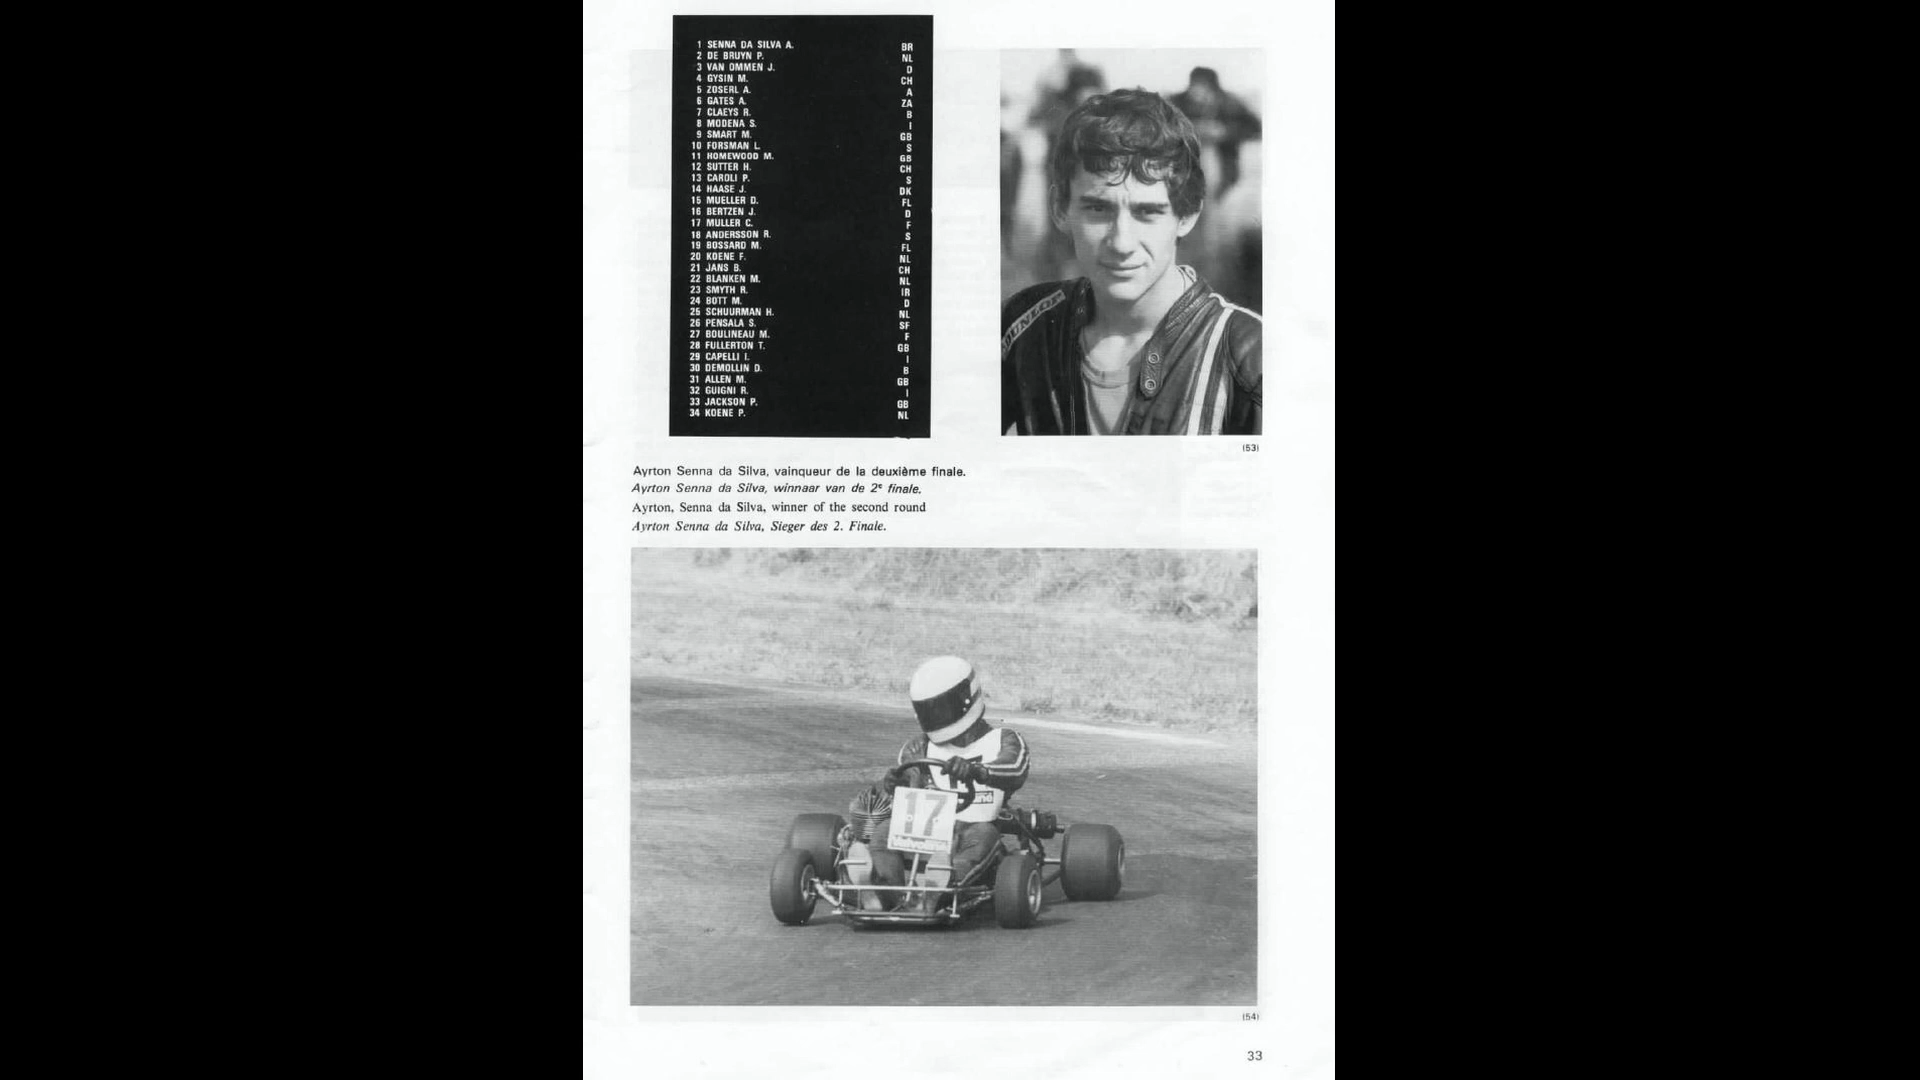 1 SENNA DA SILVA A. BR
2 DE BRUYN P. NL
3 VAN OMMEN J. D
4 GYSIN M. CH
5 ZOSERL A. A
6 GATES A. ZA
7 CLAEYS R. B
8 MODENA S. I
9 SMART M. GB
10 FORSMAN L. S
11 HOMEWOOD M. GB
12 SUTTER H. CH
13 CAROLI P. S
14 HAASE J. DK
15 MUELLER D. FL
16 BERTZEN J. D
17 MULLER C. F
18 ANDERSSON R. S
19 BOSSARD M. FL
20 KOENE F. NL
21 JANS B. CH
22 BLANKEN M. NL
23 SMYTH R. IR
24 BOTT M. D
25 SCHUURMAN H. NL
26 PENSALA S. SF
27 BOULINEAU M. F
28 FULLERTON T. GB
29 CAPELLI I. I
30 DEMOLLIN D. B
31 ALLEN M. GB
32 GUIGNI R. I
33 JACKSON P. GB
34 KOENE P. NL
DUNLOP
(53)
Ayrton Senna da Silva, vainqueur de la deuxième finale.
Ayrton Senna da Silva, winnaar van de 2e finale.
Ayrton, Senna da Silva, winner of the second round
Ayrton Senna da Silva, Sieger des 2. Finale.
17
Valvoline
(54)
33